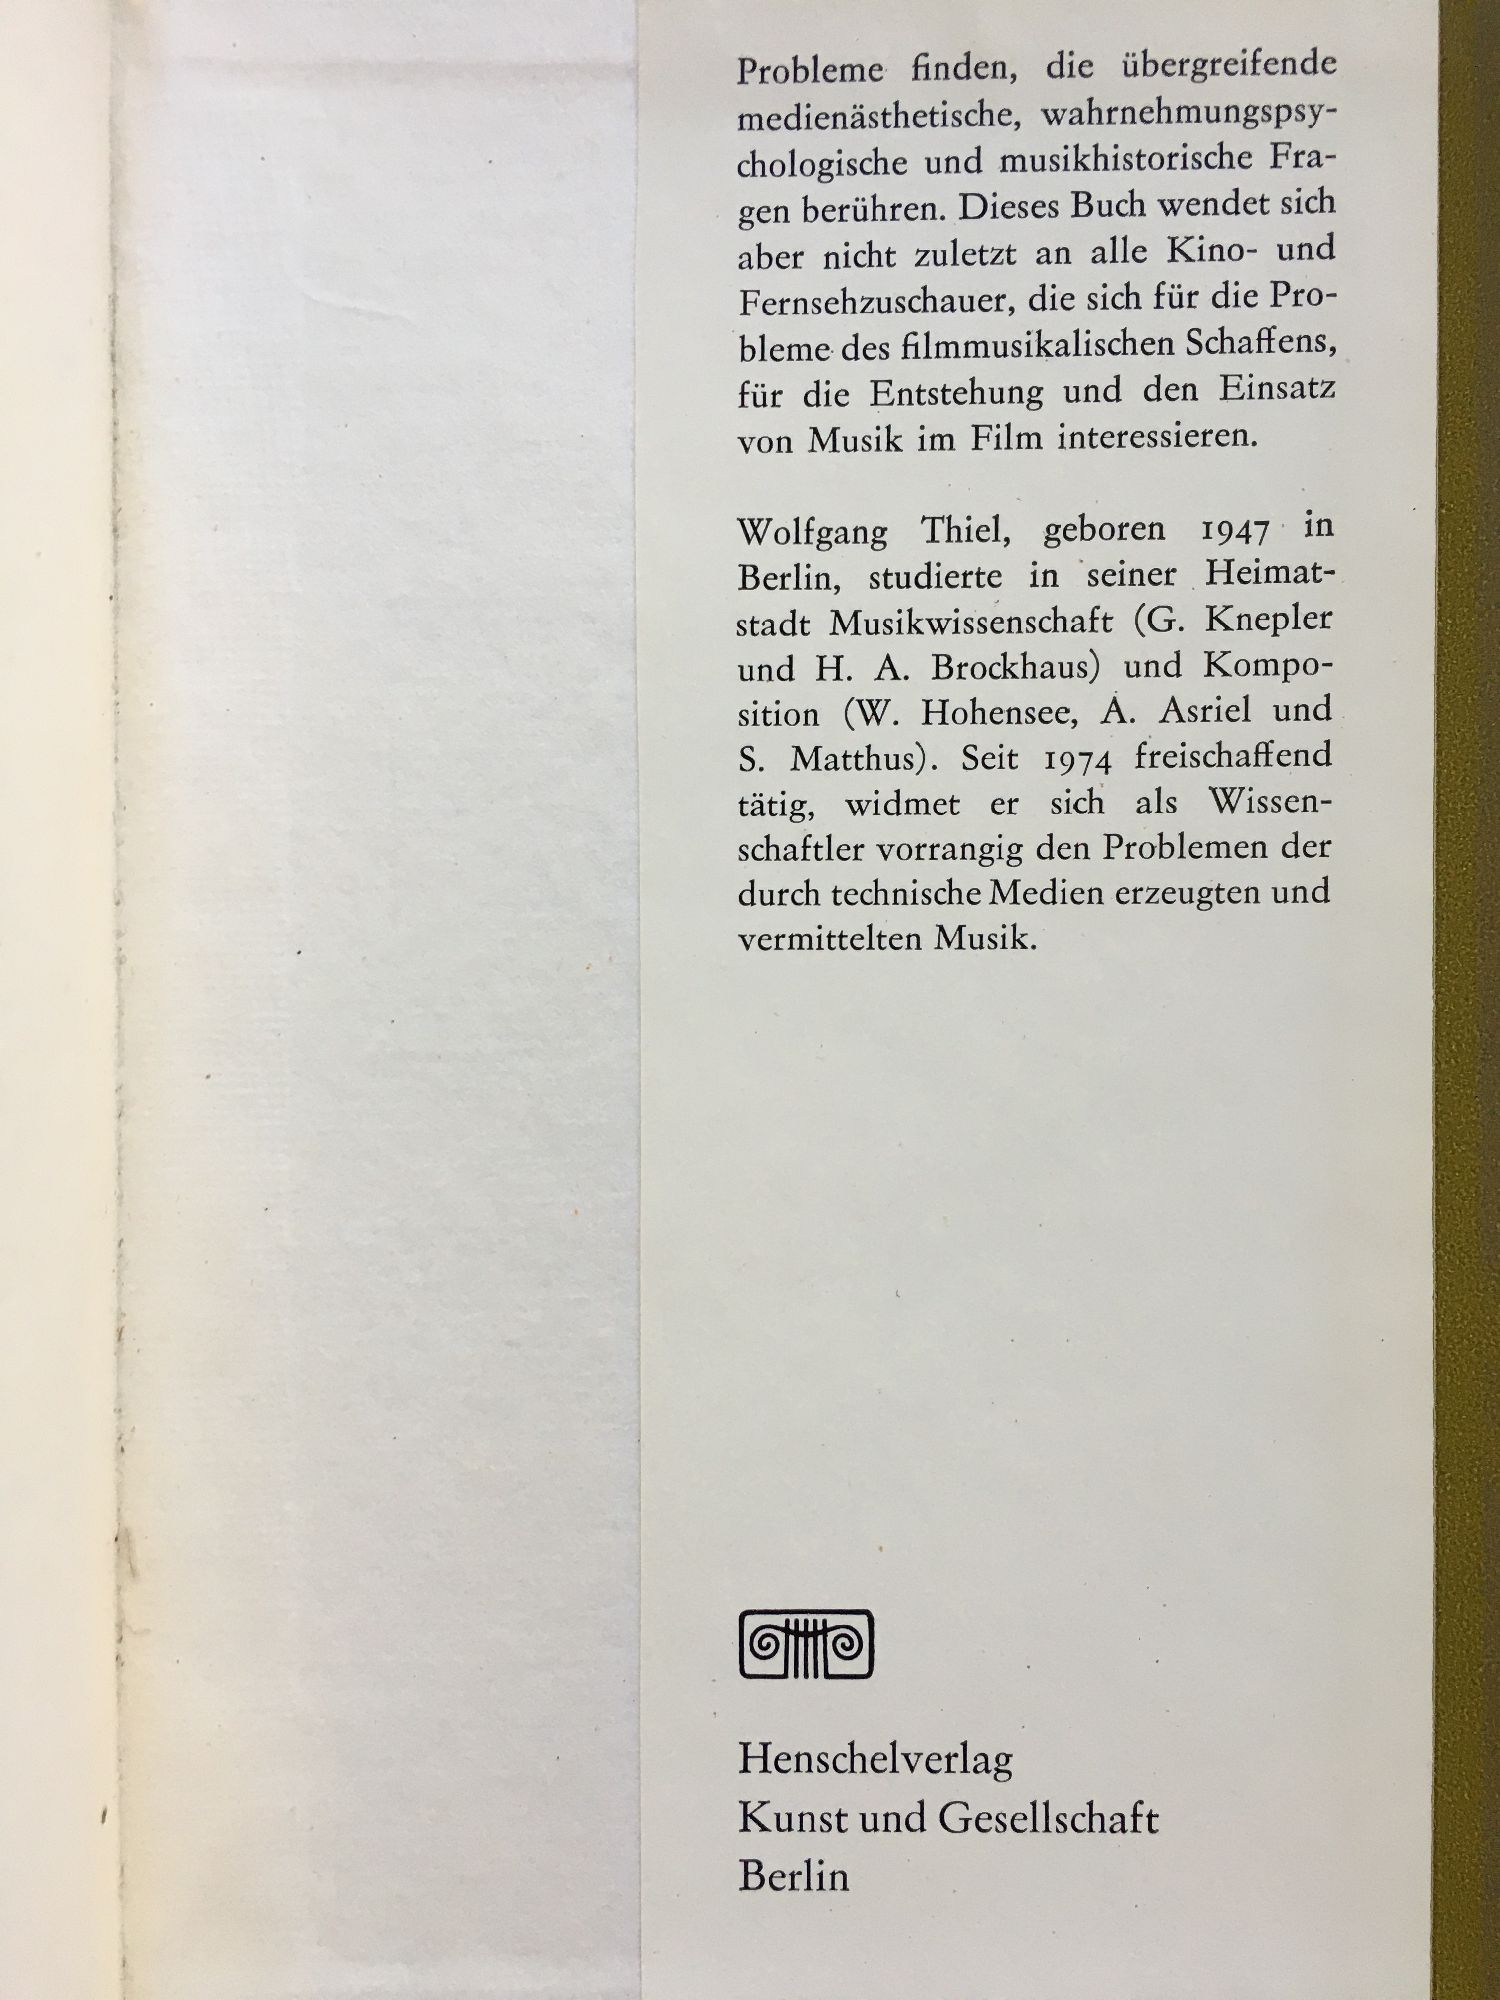 Probleme finden, die übergreifende
medienästhetische, wahrnehmungspsy-
chologische und musikhistorische Fra-
gen berühren. Dieses Buch wendet sich
aber nicht zuletzt an alle Kino- und
Fernsehzuschauer, die sich für die Pro-
bleme des filmmusikalischen Schaffens,
für die Entstehung und den Einsatz
von Musik im Film interessieren.
Wolfgang Thiel, geboren 1947 in
Berlin, studierte in seiner Heimat-
stadt Musikwissenschaft (G. Knepler
und H. A. Brockhaus) und Kompo-
sition (W. Hohensee, A. Asriel und
S. Matthus). Seit 1974 freischaffend
tätig, widmet er sich als Wissen-
schaftler vorrangig den Problemen der
durch technische Medien erzeugten und
vermittelten Musik.
Henschelverlag
Kunst und Gesellschaft
Berlin